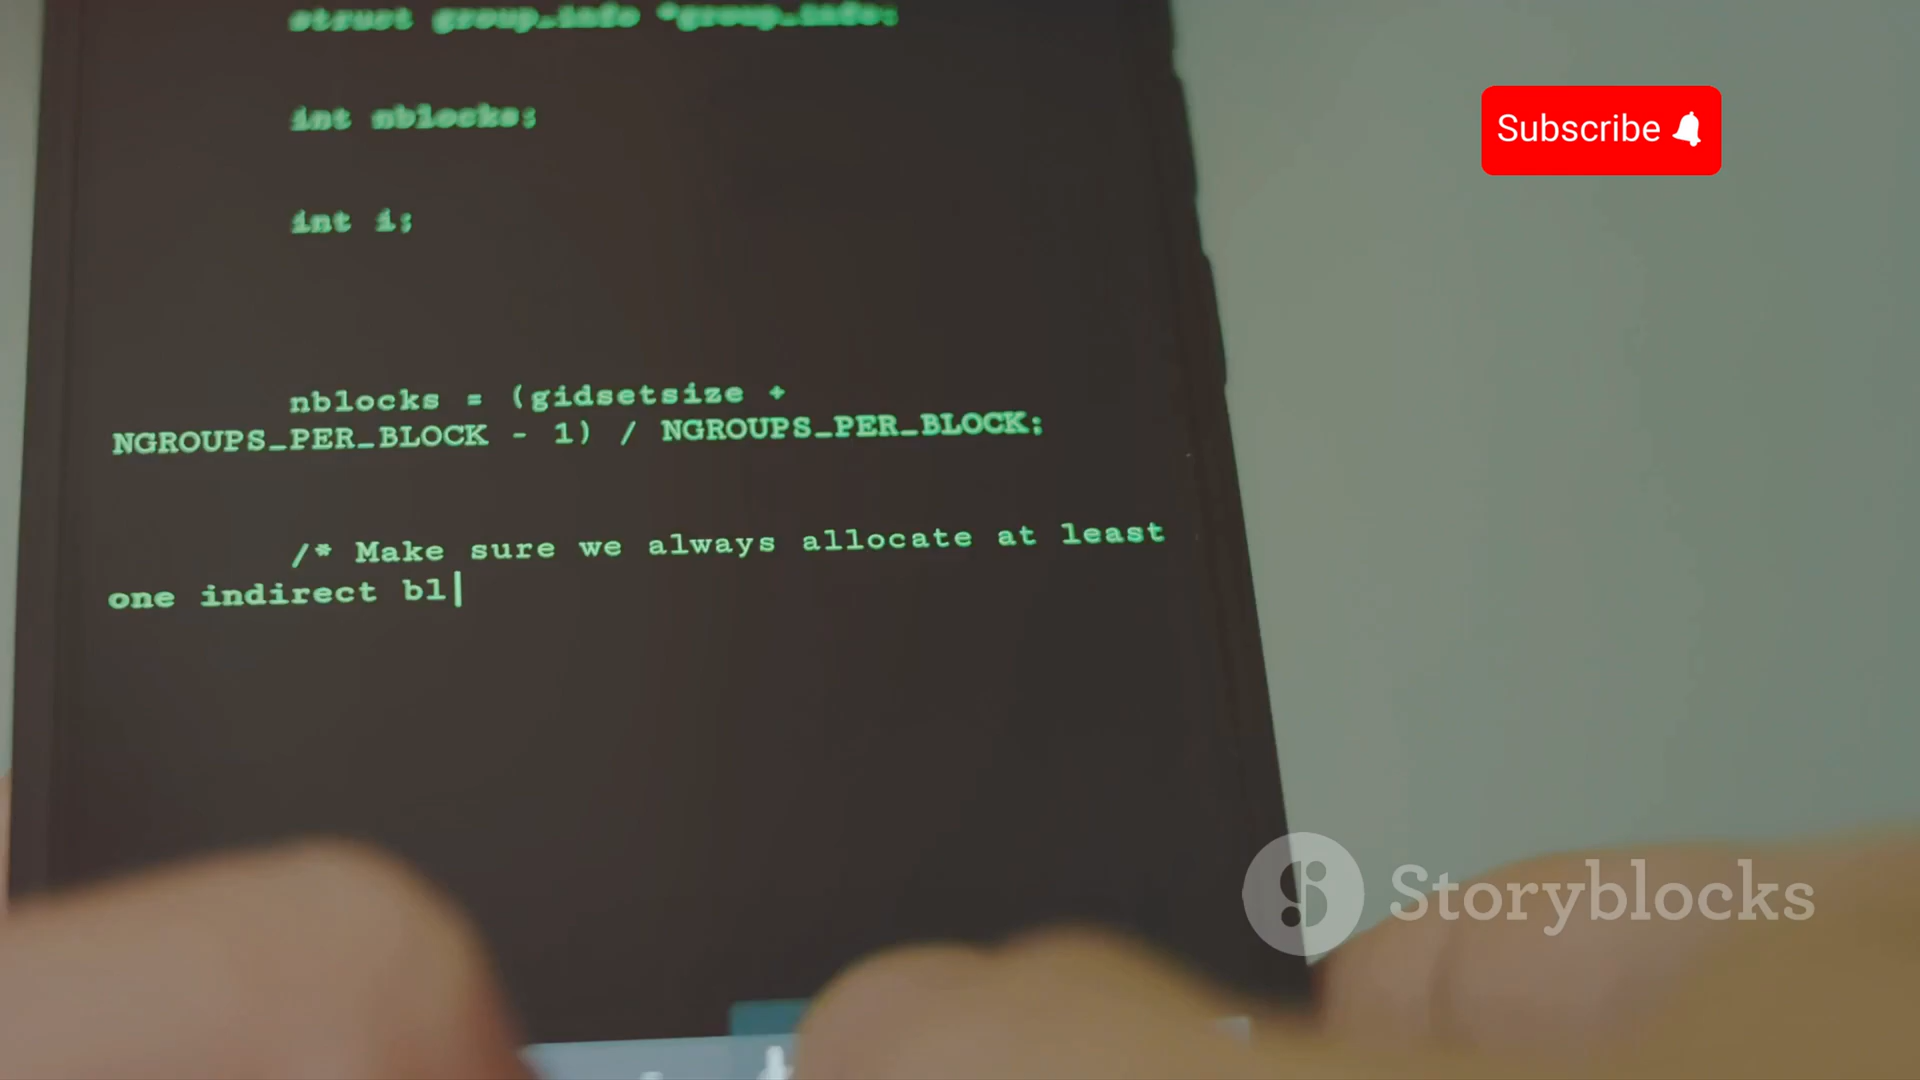 struct group_info *group_info;
int nblocks;
int i;
nblocks = (gidsetsize +
NGROUPS_PER_BLOCK - 1) / NGROUPS_PER_BLOCK;
/* Make sure we always allocate at least
one indirect bl
Subscribe
Storyblocks